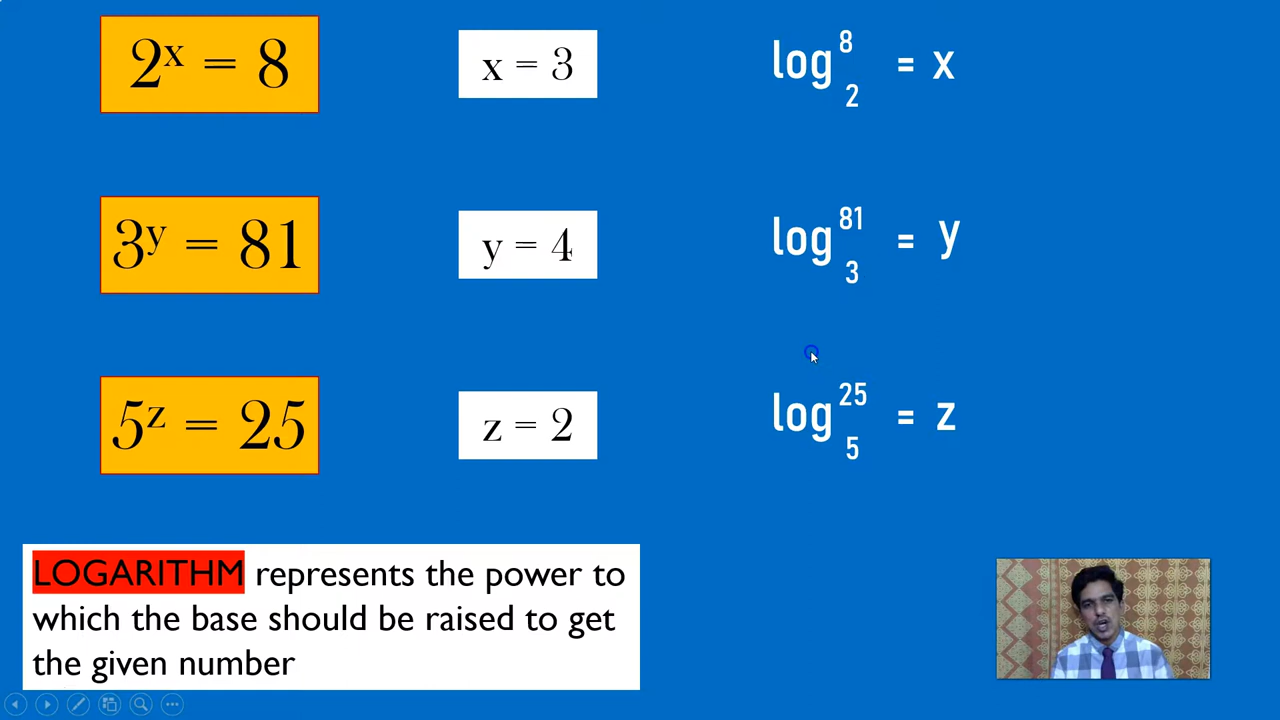 2ˣ = 8
x = 3
log₂⁸ = x
3ʸ = 81
y = 4
log₃⁸¹ = y
5ᶻ = 25
z = 2
log₅²⁵ = z
LOGARITHM represents the power to
which the base should be raised to get
the given number